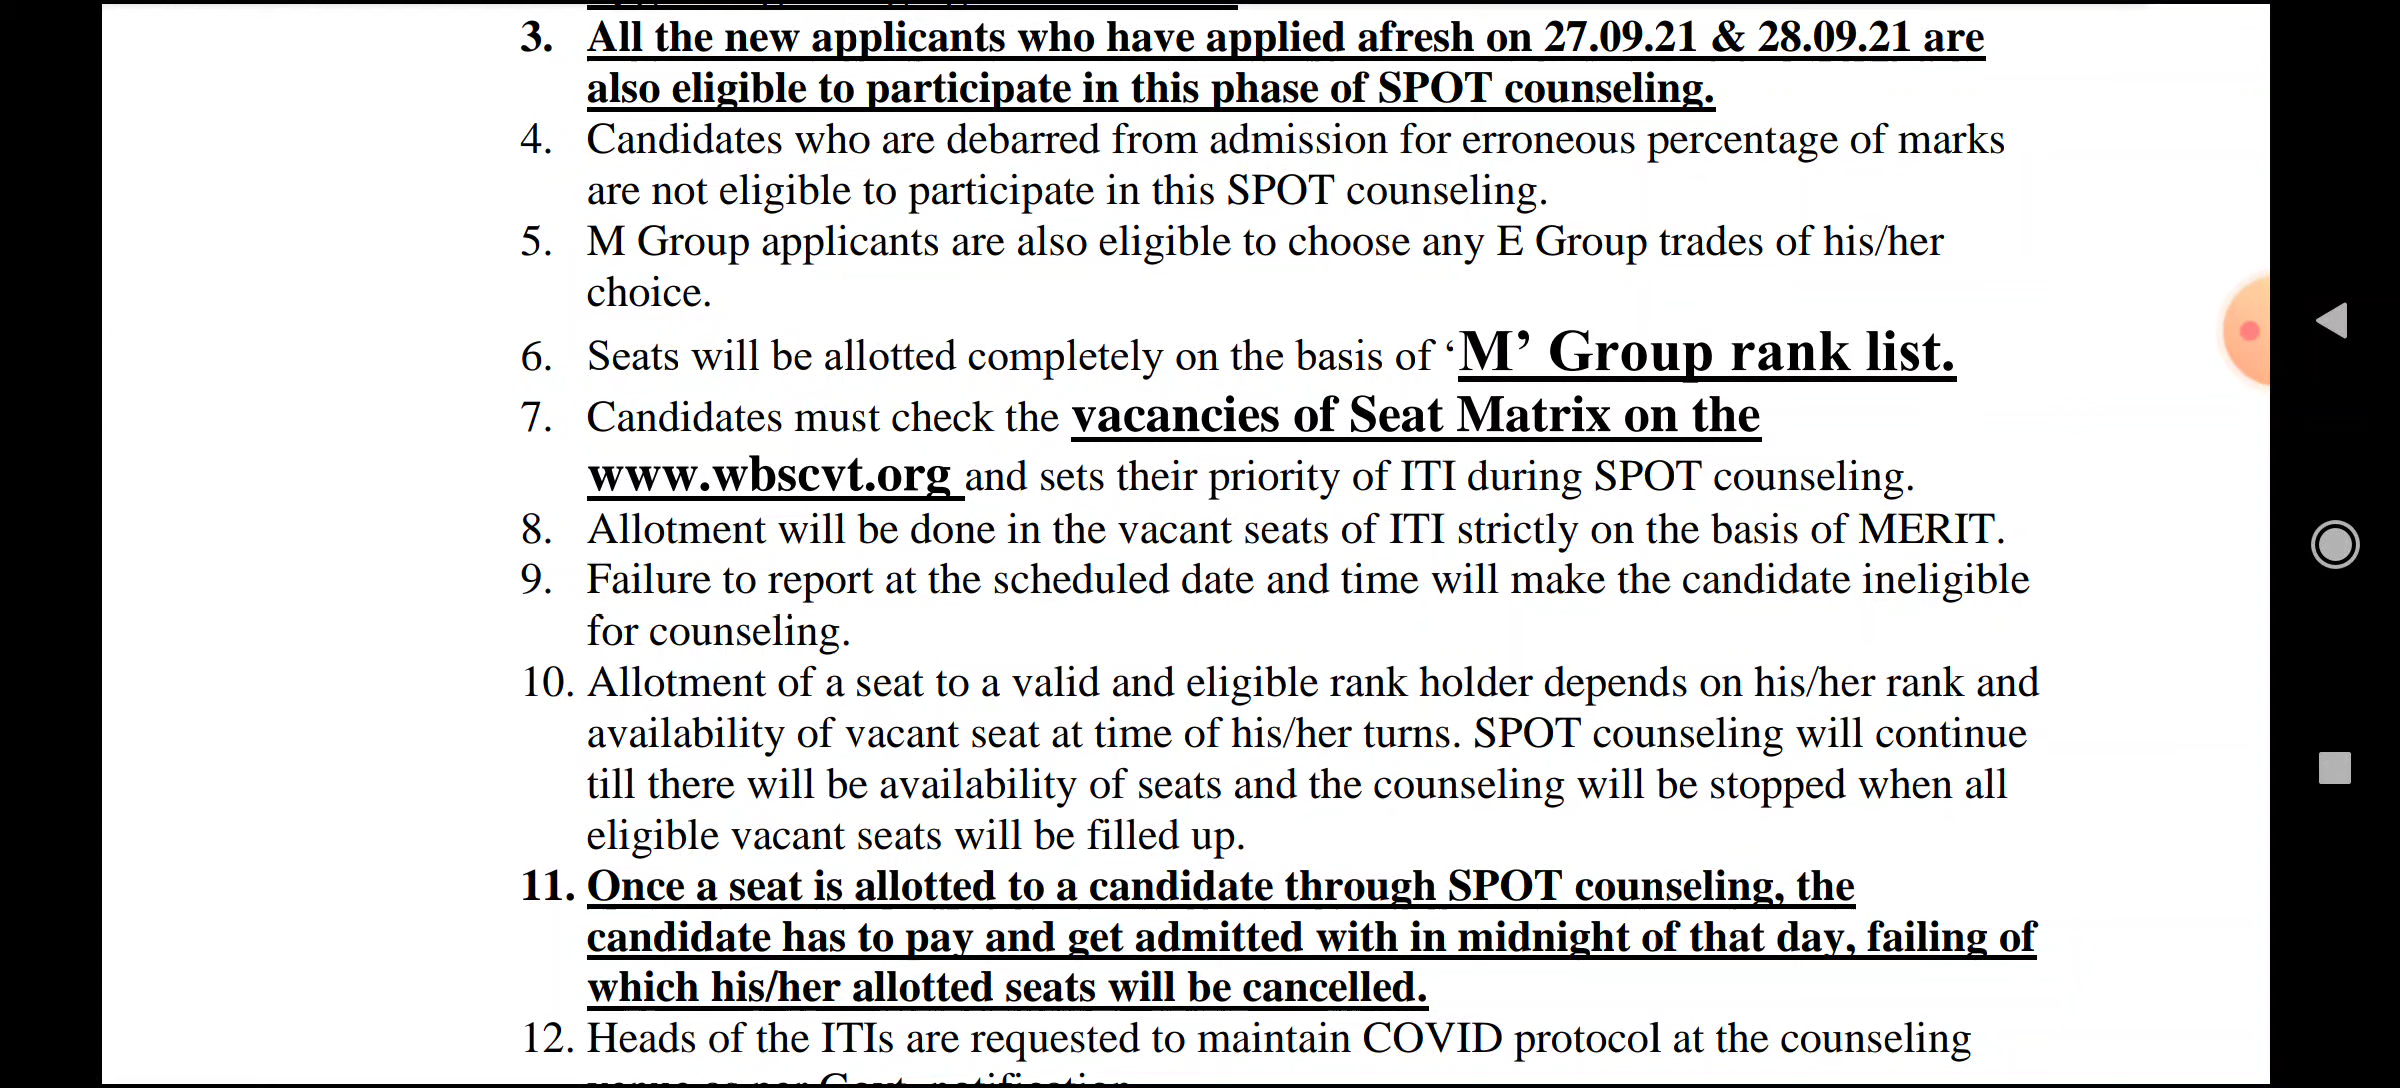 3. All the new applicants who have applied afresh on 27.09.21 & 28.09.21 are
also eligible to participate in this phase of SPOT counseling.
4. Candidates who are debarred from admission for erroneous percentage of marks
are not eligible to participate in this SPOT counseling.
5. M Group applicants are also eligible to choose any E Group trades of his/her
choice.
6. Seats will be allotted completely on the basis of ‘M’ Group rank list.
7. Candidates must check the vacancies of Seat Matrix on the
www.wbscvt.org and sets their priority of ITI during SPOT counseling.
8. Allotment will be done in the vacant seats of ITI strictly on the basis of MERIT.
9. Failure to report at the scheduled date and time will make the candidate ineligible
for counseling.
10. Allotment of a seat to a valid and eligible rank holder depends on his/her rank and
availability of vacant seat at time of his/her turns. SPOT counseling will continue
till there will be availability of seats and the counseling will be stopped when all
eligible vacant seats will be filled up.
11. Once a seat is allotted to a candidate through SPOT counseling, the
candidate has to pay and get admitted with in midnight of that day, failing of
which his/her allotted seats will be cancelled.
12. Heads of the ITIs are requested to maintain COVID protocol at the counseling